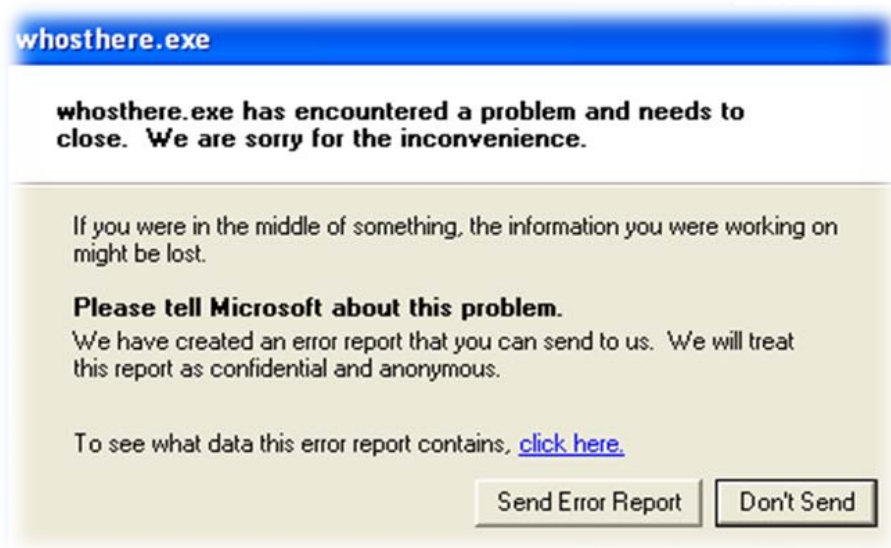 whosthere.exe
whosthere.exe has encountered a problem and needs to
close.  We are sorry for the inconvenience.
If you were in the middle of something, the information you were working on
might be lost.
Please tell Microsoft about this problem.
We have created an error report that you can send to us.  We will treat
this report as confidential and anonymous.
To see what data this error report contains, click here.
Send Error Report Don't Send